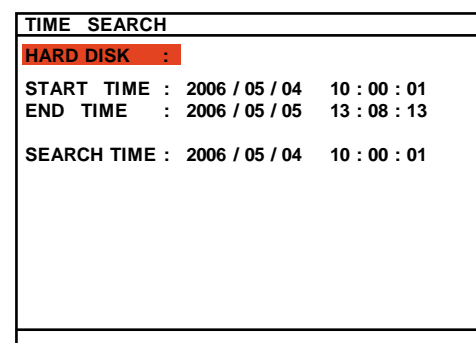 TIME SEARCH
HARD DISK :
START TIME : 2006 / 05 / 04 10 : 00 : 01
END TIME : 2006 / 05 / 05 13 : 08 : 13
SEARCH TIME : 2006 / 05 / 04 10 : 00 : 01